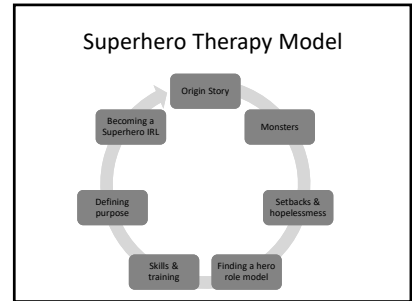 Superhero Therapy Model
Origin Story
Monsters
Setbacks &
hopelessness
Finding a hero
role model
Skills &
training
Defining
purpose
Becoming a
Superhero IRL